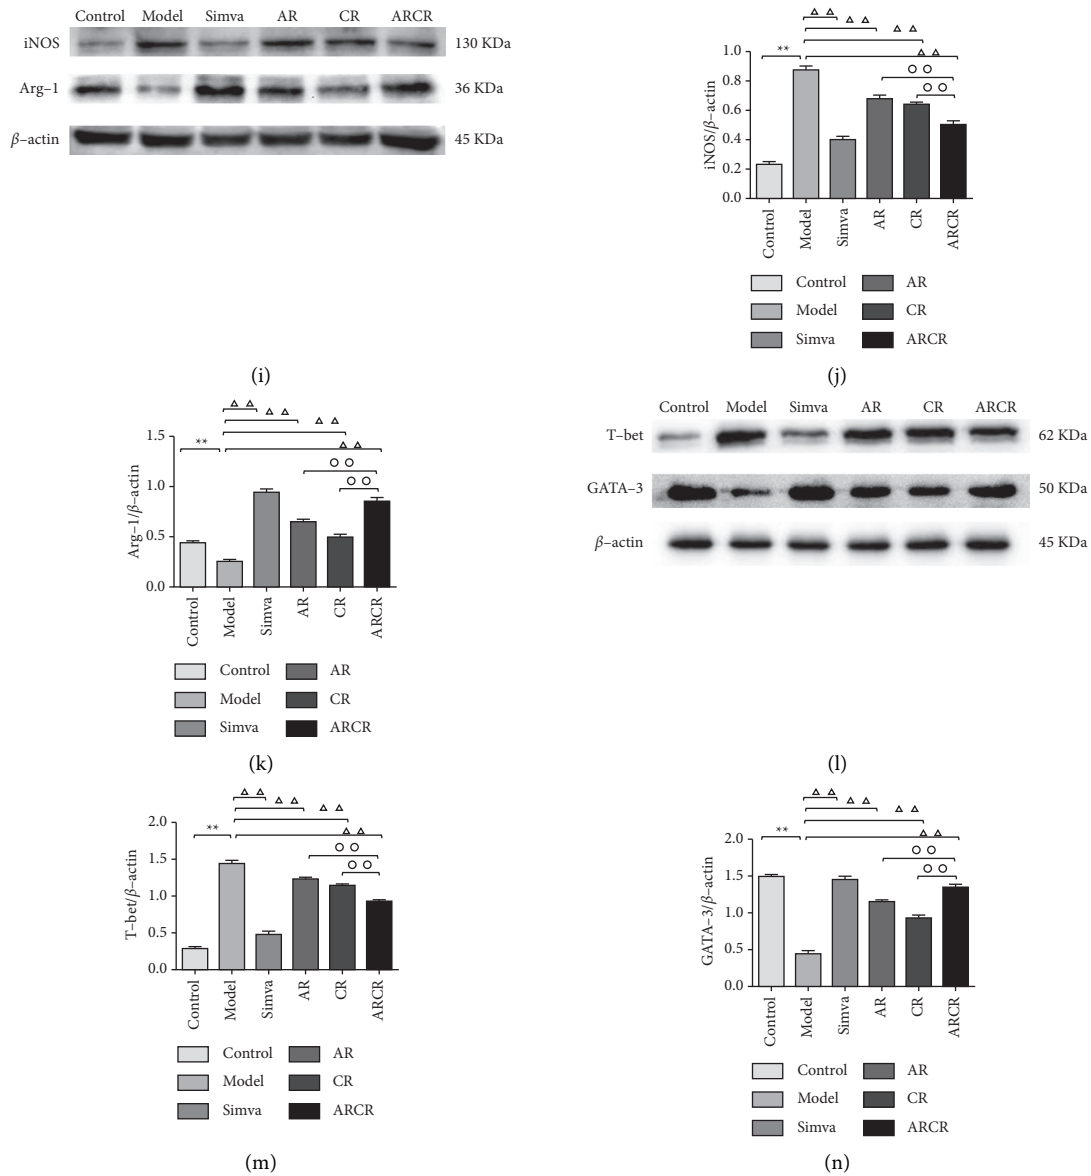 Control Model Simva AR CR ARCR
iNOS 130 KDa
Arg–1 36 KDa
β–actin 45 KDa
(i)
△ △
△ △
△ △
△ △
**
○ ○
○ ○
iNOS/β–actin
1.0
0.8
0.6
0.4
0.2
0.0
Control Model Simva AR CR ARCR
Control AR
Model CR
Simva ARCR
(j)
△ △
△ △
△ △
△ △
**
○ ○
○ ○
Arg–1/β–actin
1.5
1.0
0.5
0.0
Control Model Simva AR CR ARCR
Control AR
Model CR
Simva ARCR
(k)
Control Model Simva AR CR ARCR
T–bet 62 KDa
GATA–3 50 KDa
β–actin 45 KDa
(l)
△ △
△ △
△ △
△ △
**
○ ○
○ ○
T–bet/β–actin
2.0
1.5
1.0
0.5
0.0
Control Model Simva AR CR ARCR
Control AR
Model CR
Simva ARCR
(m)
△ △
△ △
△ △
△ △
**
○ ○
○ ○
GATA–3/β–actin
2.0
1.5
1.0
0.5
0.0
Control Model Simva AR CR ARCR
Control AR
Model CR
Simva ARCR
(n)